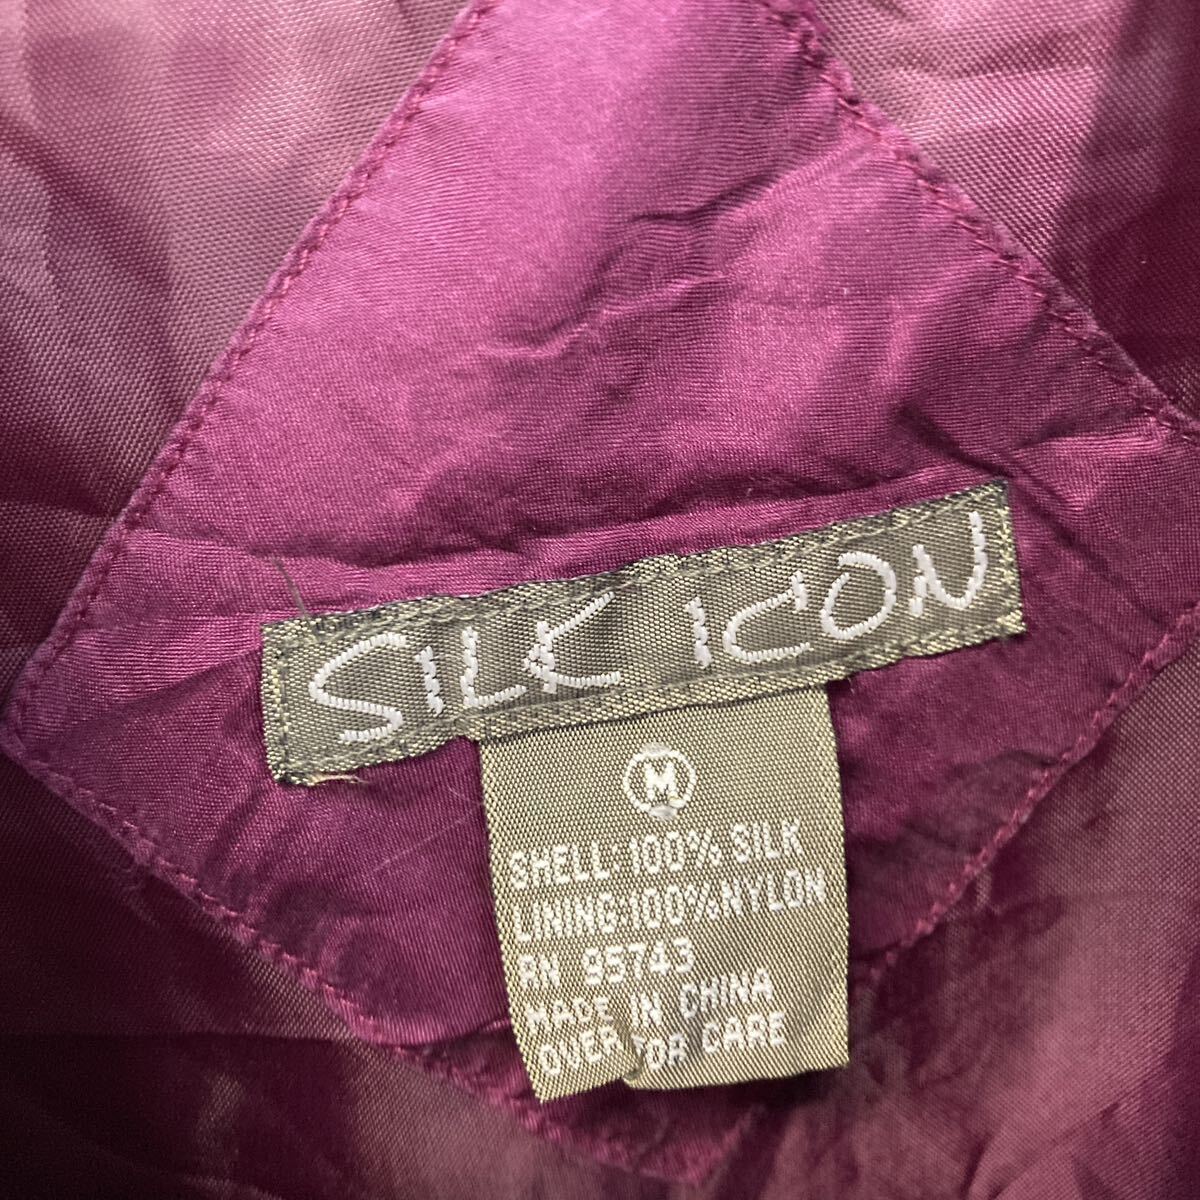 SILK ICON
M
SHELL:100% SILK
LINING:100%NYLON
RN 95743
MADE IN CHINA
OVER FOR CARE